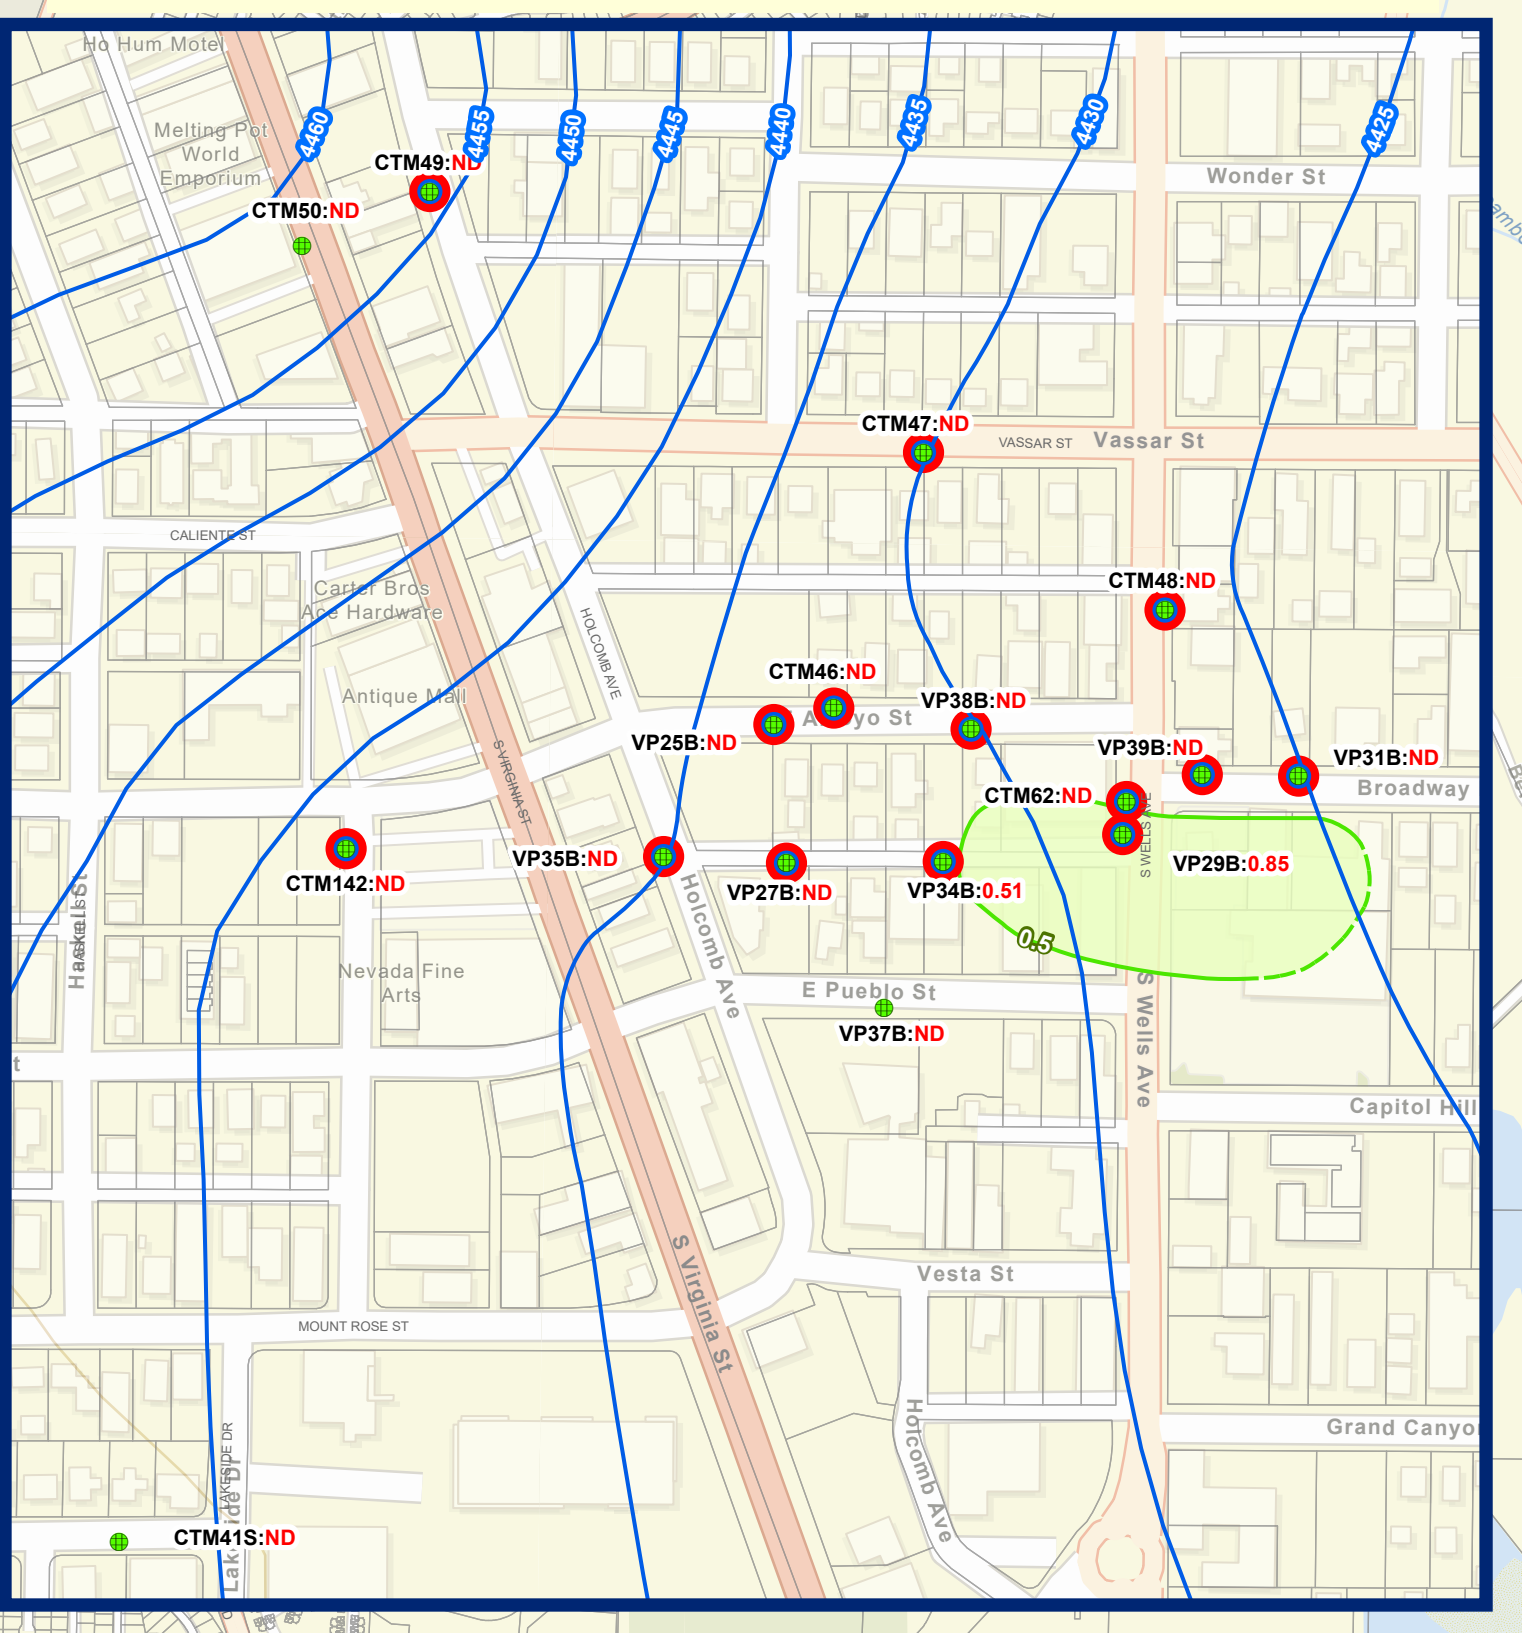 Ho Hum Motel
4460
4455
4450
4445
4440
4435
4430
4425
Melting Pot
World
Emporium
CTM49:ND
Wonder St
CTM50:ND
CTM47:ND
VASSAR ST
Vassar St
CALIENTE ST
Carter Bros
Ace Hardware
CTM48:ND
HOLCOMB AVE
CTM46:ND
Antique Mall
VP38B:ND
VP25B:ND
VP39B:ND
VP31B:ND
S VIRGINIA ST
CTM62:ND
Broadway
S WELLS AVE
VP35B:ND
VP29B:0.85
CTM142:ND
VP27B:ND
VP34B:0.51
Haskell St
HASKELL ST
Holcomb Ave
0.5
Nevada Fine
Arts
E Pueblo St
VP37B:ND
S Wells Ave
t
Capitol Hill
S Virginia St
Vesta St
MOUNT ROSE ST
Holcomb Ave
Grand Canyo
LAKESIDE DR
CTM41S:ND